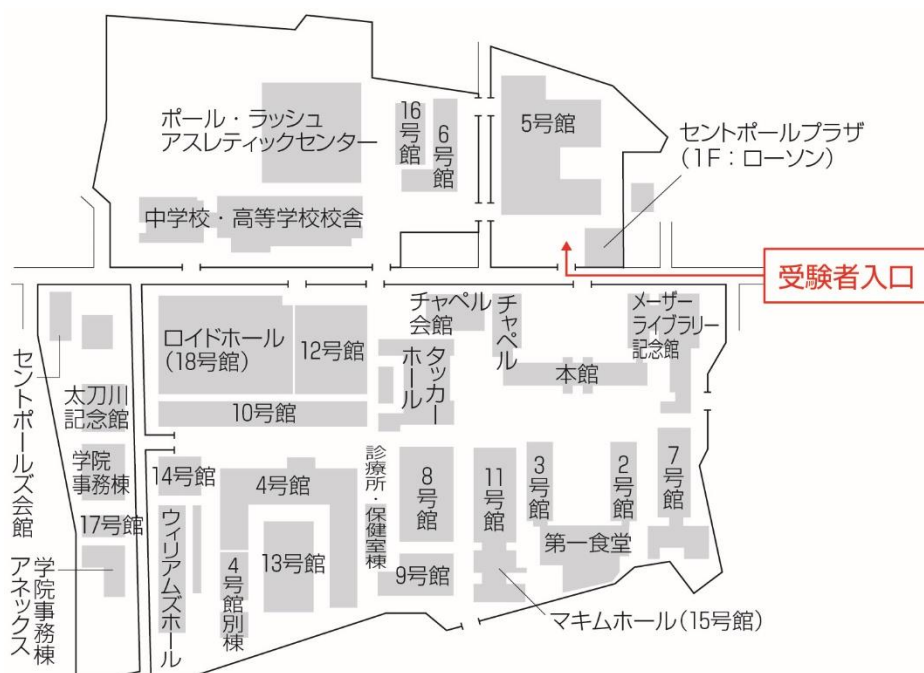 ポール・ラッシュ
アスレティックセンター
16号館
6号館
5号館
セントポールプラザ
（1F：ローソン）
中学校・高等学校校舎
受験者入口
ロイドホール
（18号館）
12号館
チャペル
会館
チャペル
メーザー
ライブラリー
記念館
タッカー
ホール
本館
10号館
セントポールズ会館
太刀川
記念館
学院
事務棟
17号館
学院事務棟
アネックス
14号館
ウィリアムズホール
4号館
4号館別棟
13号館
診療所・保健室棟
8号館
9号館
11号館
3号館
2号館
7号館
第一食堂
マキムホール（15号館）